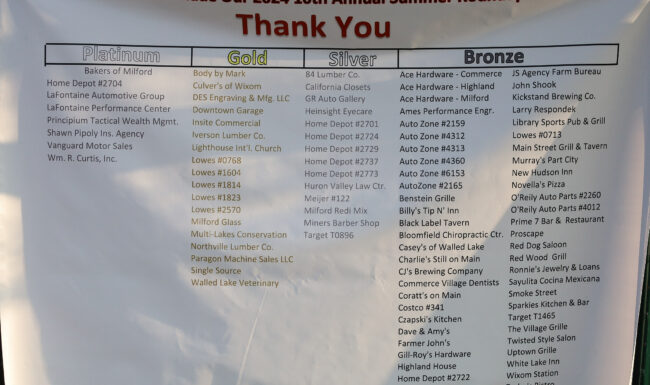 2024 16th Annual Summer
Thank You
Platinum
Bakers of Milford
Home Depot #2704
LaFontaine Automotive Group
LaFontaine Performance Center
Principium Tactical Wealth Mgmt.
Shawn Pipoly Ins. Agency
Vanguard Motor Sales
Wm. R. Curtis, Inc.
Gold
Body by Mark
Culver's of Wixom
DES Engraving & Mfg. LLC
Downtown Garage
Insite Commercial
Iverson Lumber Co.
Lighthouse Int'l. Church
Lowes #0768
Lowes #1604
Lowes #1814
Lowes #1823
Lowes #2570
Milford Glass
Multi-Lakes Conservation
Northville Lumber Co.
Paragon Machine Sales LLC
Single Source
Walled Lake Veterinary
Silver
84 Lumber Co.
California Closets
GR Auto Gallery
Heinsight Eyecare
Home Depot #2701
Home Depot #2724
Home Depot #2729
Home Depot #2737
Home Depot #2773
Huron Valley Law Ctr.
Meijer #122
Milford Redi Mix
Miners Barber Shop
Target T0896
Bronze
Ace Hardware - Commerce
Ace Hardware - Highland
Ace Hardware - Milford
Ames Performance Engr.
Auto Zone #2159
Auto Zone #4312
Auto Zone #4313
Auto Zone #4360
Auto Zone #6153
AutoZone #2165
Benstein Grille
Billy's Tip N' Inn
Black Label Tavern
Bloomfield Chiropractic Ctr.
Casey's of Walled Lake
Charlie's Still on Main
CJ's Brewing Company
Commerce Village Dentists
Coratt's on Main
Costco #341
Czapski's Kitchen
Dave & Amy's
Farmer John's
Gill-Roy's Hardware
Highland House
Home Depot #2722
JS Agency Farm Bureau
John Shook
Kickstand Brewing Co.
Larry Respondek
Library Sports Pub & Grill
Lowes #0713
Main Street Grill & Tavern
Murray's Part City
New Hudson Inn
Novella's Pizza
O'Reily Auto Parts #2260
O'Reily Auto Parts #4012
Prime 7 Bar & Restaurant
Proscape
Red Dog Saloon
Red Wood Grill
Ronnie's Jewelry & Loans
Sayulita Cocina Mexicana
Smoke Street
Sparkies Kitchen & Bar
Target T1465
The Village Grille
Twisted Style Salon
Uptown Grille
White Lake Inn
Wixom Station